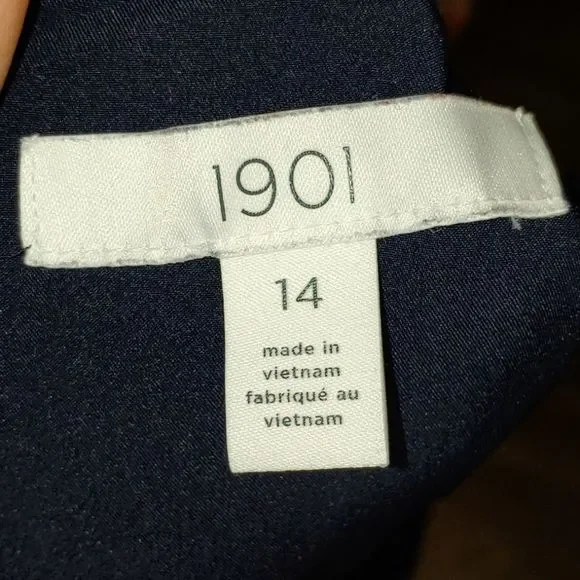 1901
14
made in
vietnam
fabriqué au
vietnam